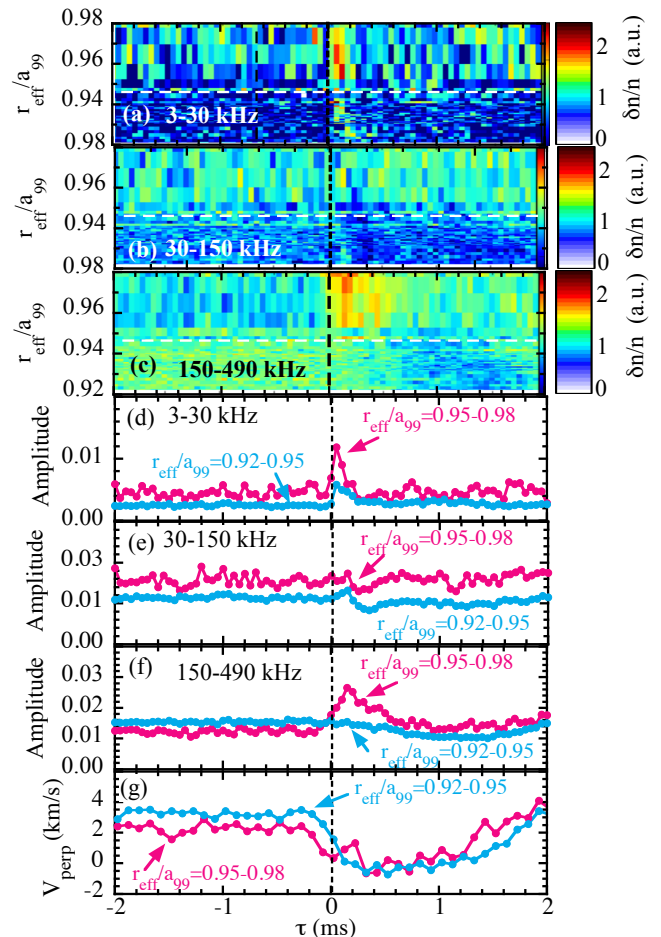 0.98
0.96
0.94
0.98
r_eff/a_99
(a) 3-30 kHz
2
1
0
δn/n (a.u.)
0.96
0.94
0.98
r_eff/a_99
(b) 30-150 kHz
2
1
0
δn/n (a.u.)
0.96
0.94
0.92
r_eff/a_99
(c) 150-490 kHz
2
1
0
δn/n (a.u.)
(d) 3-30 kHz
r_eff/a_99=0.95-0.98
r_eff/a_99=0.92-0.95
0.01
0.00
Amplitude
(e) 30-150 kHz
r_eff/a_99=0.95-0.98
r_eff/a_99=0.92-0.95
0.03
0.01
0.00
Amplitude
(f) 150-490 kHz
r_eff/a_99=0.95-0.98
r_eff/a_99=0.92-0.95
0.03
0.02
0.01
0.00
Amplitude
(g)
r_eff/a_99=0.92-0.95
r_eff/a_99=0.95-0.98
4
2
0
-2
V_perp (km/s)
-2 -1 0 1 2
τ (ms)